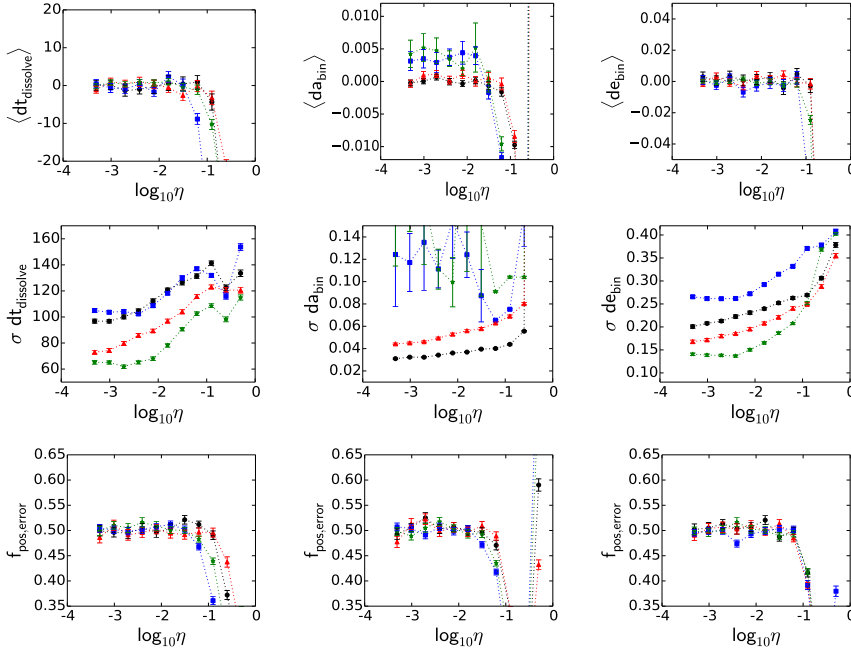 20
10
0
−10
−20
⟨dt_dissolve⟩
−4 −3 −2 −1 0
log₁₀η
0.010
0.005
0.000
−0.005
−0.010
⟨da_bin⟩
−4 −3 −2 −1 0
log₁₀η
0.04
0.02
0.00
−0.02
−0.04
⟨de_bin⟩
−4 −3 −2 −1 0
log₁₀η
160
140
120
100
80
60
σ dt_dissolve
−4 −3 −2 −1 0
log₁₀η
0.14
0.12
0.10
0.08
0.06
0.04
0.02
σ da_bin
−4 −3 −2 −1 0
log₁₀η
0.40
0.35
0.30
0.25
0.20
0.15
0.10
σ de_bin
−4 −3 −2 −1 0
log₁₀η
0.65
0.60
0.55
0.50
0.45
0.40
0.35
f_pos,error
−4 −3 −2 −1 0
log₁₀η
0.65
0.60
0.55
0.50
0.45
0.40
0.35
f_pos,error
−4 −3 −2 −1 0
log₁₀η
0.65
0.60
0.55
0.50
0.45
0.40
0.35
f_pos,error
−4 −3 −2 −1 0
log₁₀η